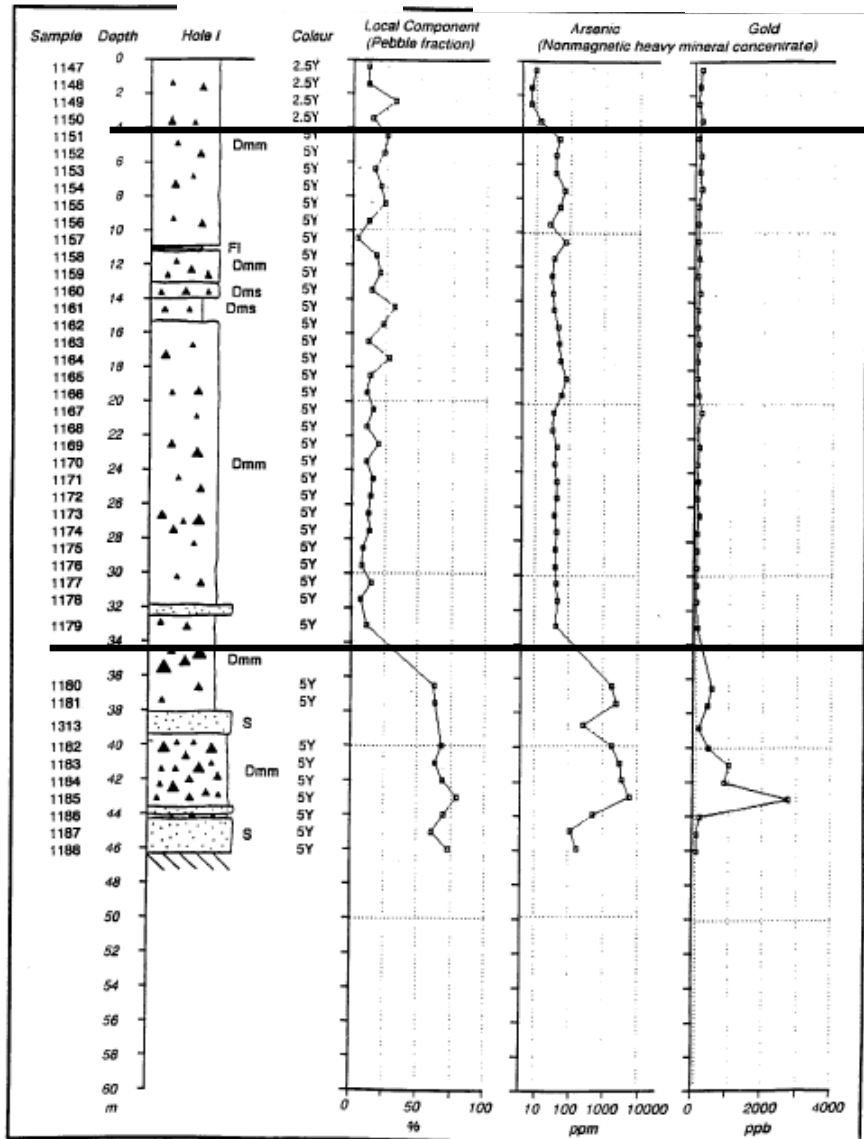 Local Component Arsenic Gold
Sample Depth Hole I Colour (Pebble fraction) (Nonmagnetic heavy mineral concentrate)
1147 0 2.5Y
1148 2 2.5Y
1149 2.5Y
1150 4 2.5Y
1151 Dmm 5Y
1152 6 5Y
1153 5Y
1154 8 5Y
1155 5Y
1156 10 5Y
1157 Fl 5Y
1158 12 Dmm 5Y
1159 5Y
1160 14 Dms 5Y
1161 Dms 5Y
1162 16 5Y
1163 5Y
1164 18 5Y
1165 5Y
1166 20 5Y
1167 5Y
1168 22 5Y
1169 Dmm 5Y
1170 24 5Y
1171 5Y
1172 26 5Y
1173 5Y
1174 28 5Y
1175 5Y
1176 30 5Y
1177 5Y
1178 32 5Y
1179 5Y
34
Dmm
1180 36 5Y
1181 38 5Y
1313 S
1182 40 5Y
1183 Dmm 5Y
1184 42 5Y
1185 5Y
1186 44 5Y
1187 S 5Y
1188 46 5Y
48
50
52
54
56
58
60
m
0 50 100 10 100 1000 10000 0 2000 4000
% ppm ppb